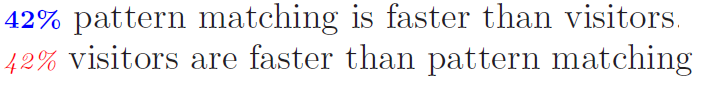 42% pattern matching is faster than visitors.
42% visitors are faster than pattern matching